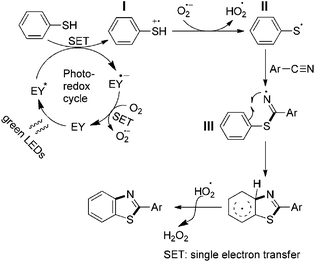 I
II
SH
SET
SH
+•
O₂•−
HO₂•
S•
EY*
Photo-
redox
cycle
EY•−
Ar–C≡N
O₂
SET
O₂•−
EY
green LEDs
III
N
S
Ar
N
S
Ar
HO₂•
H₂O₂
H
N
S
Ar
SET: single electron transfer